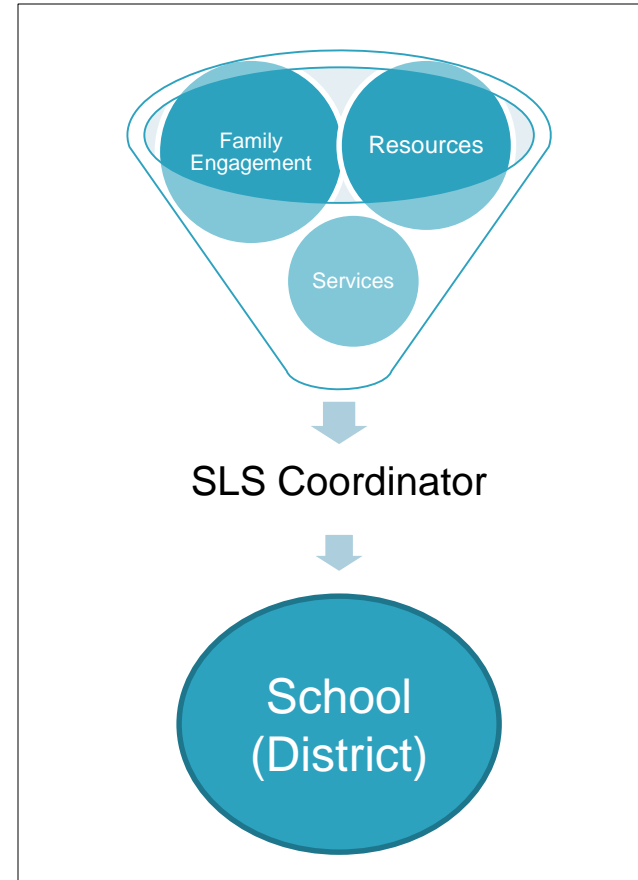 Family
Engagement
Resources
Services
SLS Coordinator
School
(District)